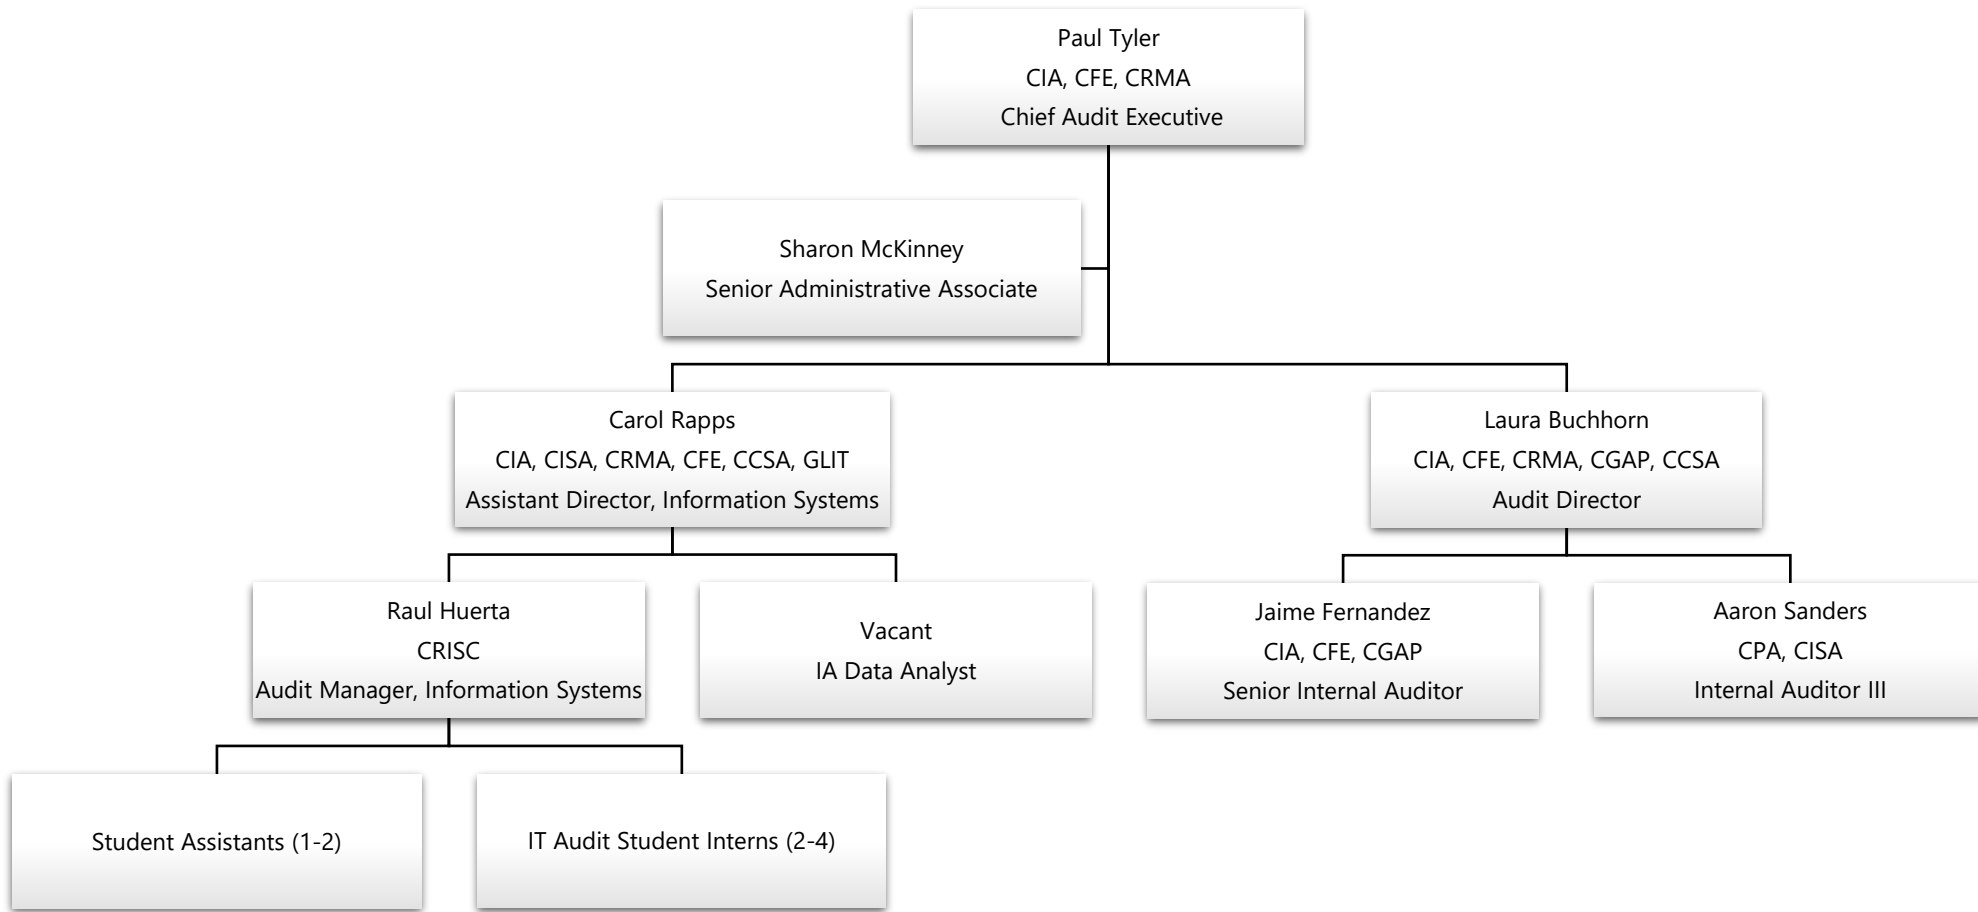 Paul Tyler
CIA, CFE, CRMA
Chief Audit Executive
Sharon McKinney
Senior Administrative Associate
Carol Rapps
CIA, CISA, CRMA, CFE, CCSA, GLIT
Assistant Director, Information Systems
Laura Buchhorn
CIA, CFE, CRMA, CGAP, CCSA
Audit Director
Raul Huerta
CRISC
Audit Manager, Information Systems
Vacant
IA Data Analyst
Jaime Fernandez
CIA, CFE, CGAP
Senior Internal Auditor
Aaron Sanders
CPA, CISA
Internal Auditor III
Student Assistants (1-2)
IT Audit Student Interns (2-4)